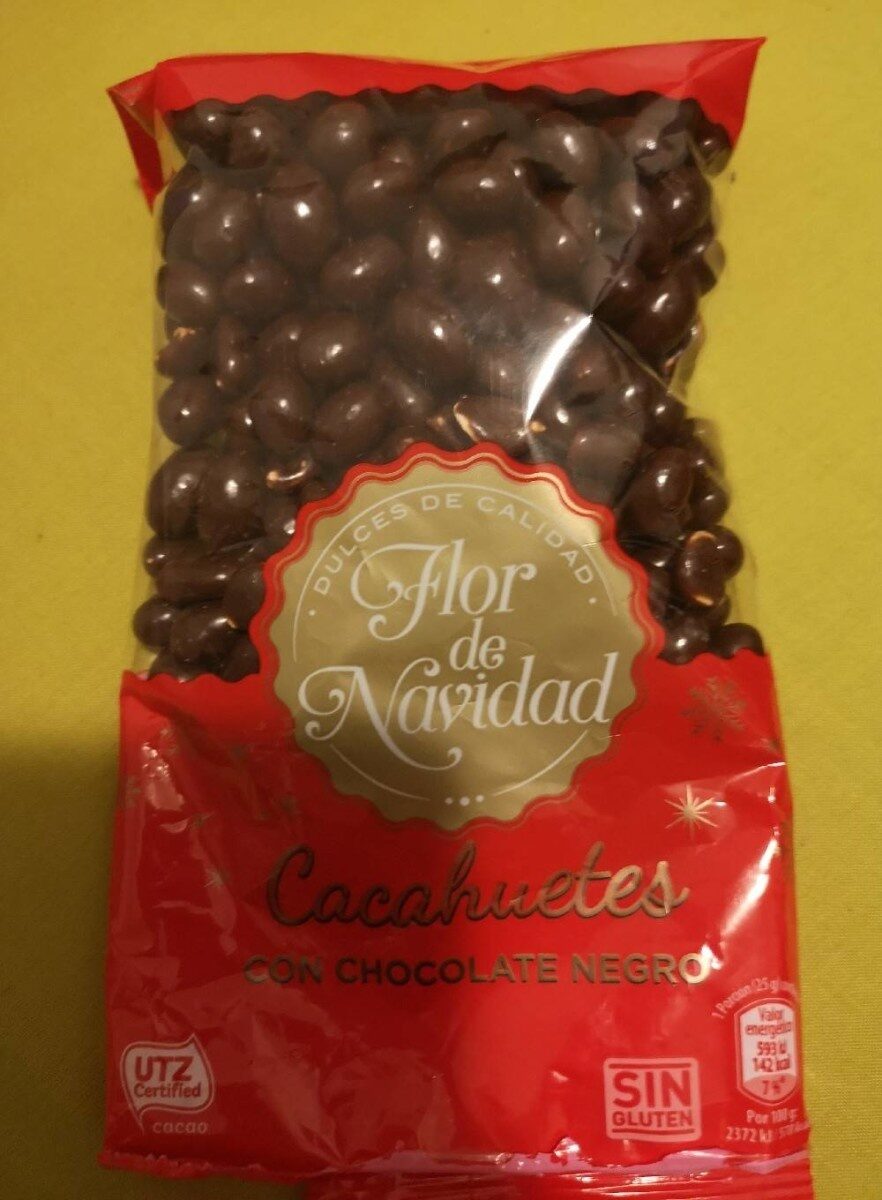 DULCES DE CALIDAD
Flor
de
Navidad
Cacahuetes
CON CHOCOLATE NEGRO
1 Porción (25 g)
Valor
energético
593 kJ
142 kcal
7%*
Por 100 g:
2372 kJ
UTZ
Certified
cacao
SIN
GLUTEN